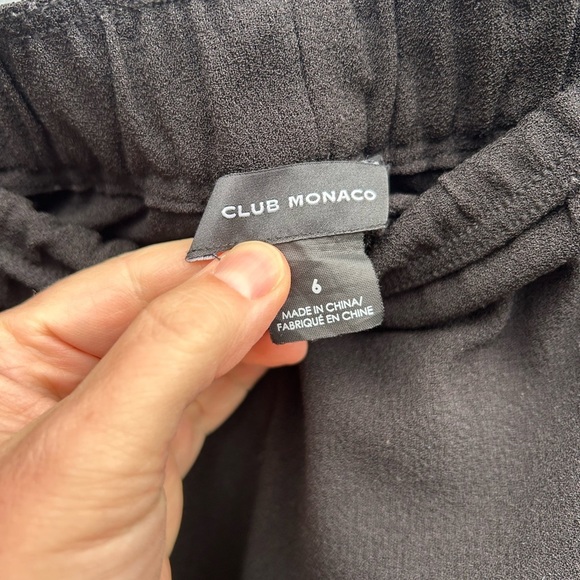 CLUB MONACO
6
MADE IN CHINA/
FABRIQUÉ EN CHINE